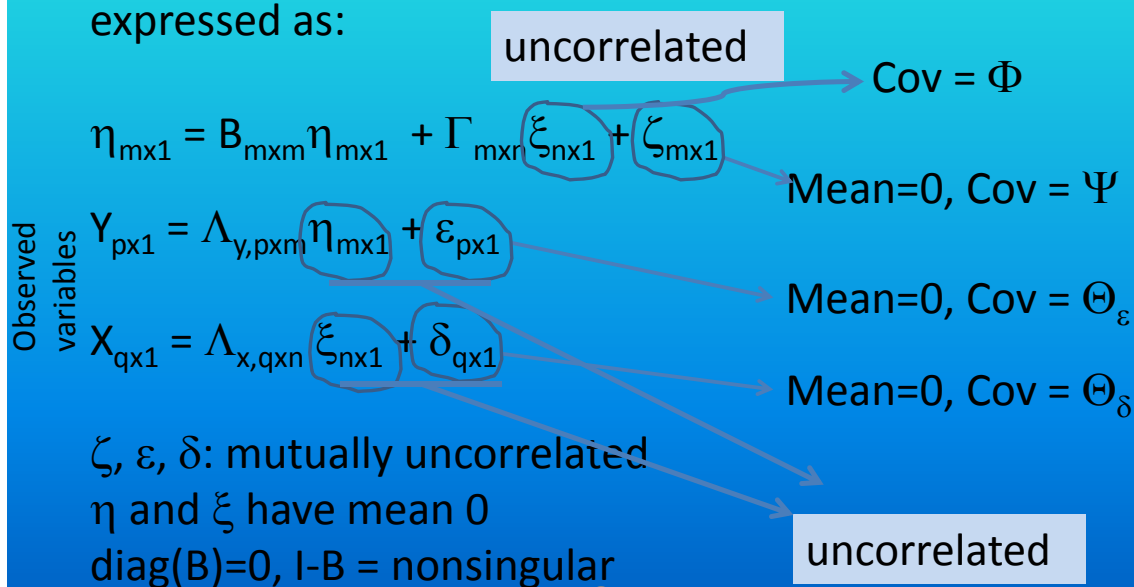 expressed as:
uncorrelated
Cov = Φ
η_mx1 = B_mxm η_mx1 + Γ_mxn ξ_nx1 + ζ_mx1
Mean=0, Cov = Ψ
Observed
variables
Y_px1 = Λ_y,pxm η_mx1 + ε_px1
Mean=0, Cov = Θ_ε
X_qx1 = Λ_x,qxn ξ_nx1 + δ_qx1
Mean=0, Cov = Θ_δ
ζ, ε, δ: mutually uncorrelated
η and ξ have mean 0
diag(B)=0, I-B = nonsingular
uncorrelated